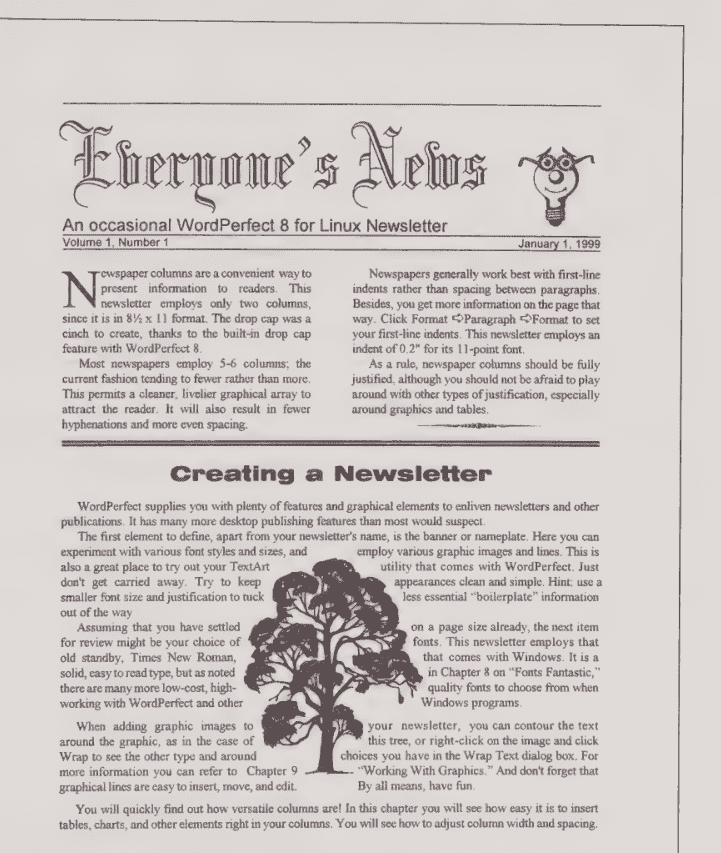 Everyone's News
An occasional WordPerfect 8 for Linux Newsletter
Volume 1, Number 1 January 1, 1999
Newspaper columns are a convenient way to
present information to readers. This
newsletter employs only two columns,
since it is in 8½ x 11 format. The drop cap was a
cinch to create, thanks to the built-in drop cap
feature with WordPerfect 8.
Most newspapers employ 5-6 columns; the
current fashion tending to fewer rather than more.
This permits a cleaner, livelier graphical array to
attract the reader. It will also result in fewer
hyphenations and more even spacing.
Newspapers generally work best with first-line
indents rather than spacing between paragraphs.
Besides, you get more information on the page that
way. Click Format ➪Paragraph ➪Format to set
your first-line indents. This newsletter employs an
indent of 0.2" for its 11-point font.
As a rule, newspaper columns should be fully
justified, although you should not be afraid to play
around with other types of justification, especially
around graphics and tables.
Creating a Newsletter
WordPerfect supplies you with plenty of features and graphical elements to enliven newsletters and other
publications. It has many more desktop publishing features than most would suspect.
The first element to define, apart from your newsletter's name, is the banner or nameplate. Here you can
experiment with various font styles and sizes, and employ various graphic images and lines. This is
also a great place to try out your TextArt utility that comes with WordPerfect. Just
don't get carried away. Try to keep appearances clean and simple. Hint: use a
smaller font size and justification to tuck less essential "boilerplate" information
out of the way
Assuming that you have settled on a page size already, the next item
for review might be your choice of fonts. This newsletter employs that
old standby, Times New Roman, that comes with Windows. It is a
solid, easy to read type, but as noted in Chapter 8 on "Fonts Fantastic,"
there are many more low-cost, high- quality fonts to choose from when
working with WordPerfect and other Windows programs.
When adding graphic images to your newsletter, you can contour the text
around the graphic, as in the case of this tree, or right-click on the image and click
Wrap to see the other type and around choices you have in the Wrap Text dialog box. For
more information you can refer to Chapter 9 "Working With Graphics." And don't forget that
graphical lines are easy to insert, move, and edit. By all means, have fun.
You will quickly find out how versatile columns are! In this chapter you will see how easy it is to insert
tables, charts, and other elements right in your columns. You will see how to adjust column width and spacing.